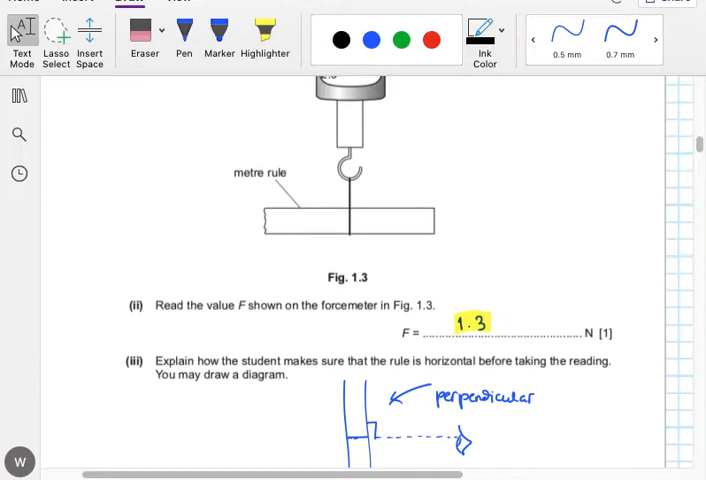 Text
Mode
Lasso
Select
Insert
Space
Eraser
Pen
Marker
Highlighter
Ink
Color
0.5 mm
0.7 mm
metre rule
Fig. 1.3
(ii) Read the value F shown on the forcemeter in Fig. 1.3.
F = 1.3 N [1]
(iii) Explain how the student makes sure that the rule is horizontal before taking the reading.
You may draw a diagram.
perpendicular
W